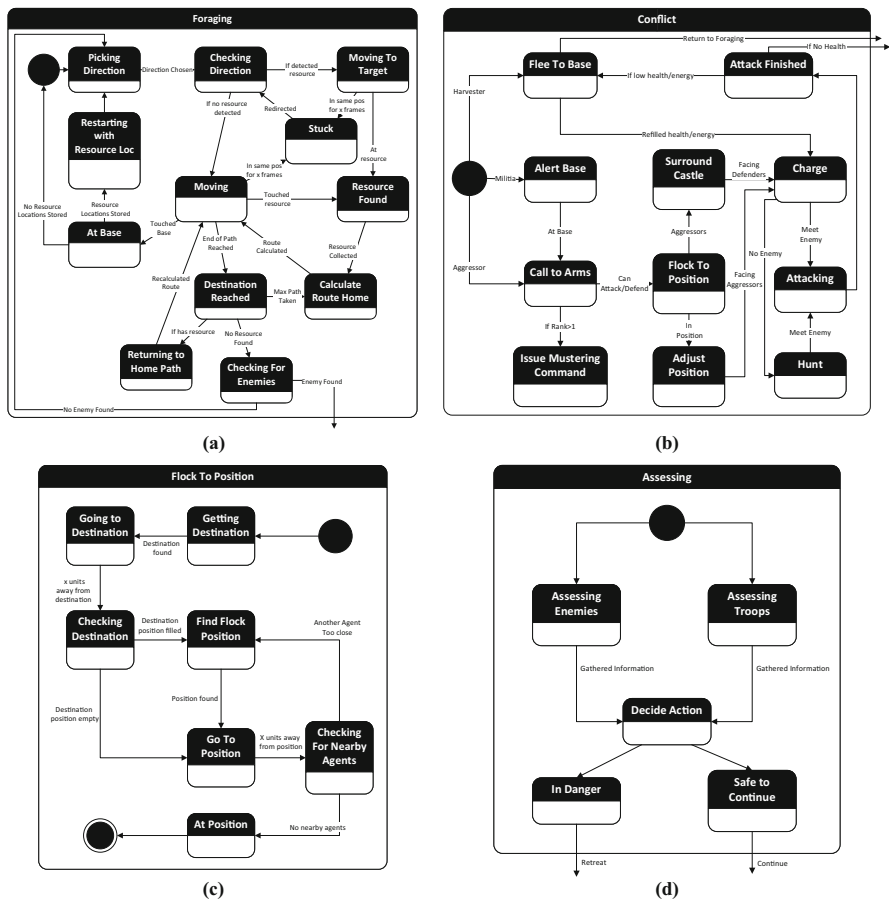 Foraging
Picking
Direction
Direction Chosen
Checking
Direction
If detected
resource
Moving To
Target
If no resource
detected
Redirected
In same pos
for x frames
Stuck
At
resource
Restarting
with
Resource Loc
In same pos
for x frames
Moving
Touched
resource
Resource
Found
No Resource
Locations Stored
Resource
Locations Stored
At Base
Touched
Base
End of Path
Reached
Route
Calculated
Resource
Collected
Recalculated
Route
Destination
Reached
Max Path
Taken
Calculate
Route Home
If has resource
No Resource
Found
Returning to
Home Path
Checking For
Enemies
Enemy Found
No Enemy Found
(a)
Conflict
Return to Foraging
If No Health
Flee To Base
If low health/energy
Attack Finished
Harvester
Refilled health/energy
Militia
Alert Base
Surround
Castle
Facing
Defenders
Charge
At Base
Aggressors
No Enemy
Meet
Enemy
Aggressor
Call to Arms
Can
Attack/Defend
Flock To
Position
Facing
Aggressors
Attacking
If Rank>1
In
Position
Meet Enemy
Issue Mustering
Command
Adjust
Position
Hunt
(b)
Flock To Position
Going to
Destination
Destination
found
Getting
Destination
x units
away from
destination
Checking
Destination
Destination
position filled
Find Flock
Position
Another Agent
Too close
Destination
position empty
Position found
Go To
Position
X units away
from position
Checking
For Nearby
Agents
At Position
No nearby agents
(c)
Assessing
Assessing
Enemies
Assessing
Troops
Gathered Information
Gathered Information
Decide Action
In Danger
Safe to
Continue
Retreat
Continue
(d)